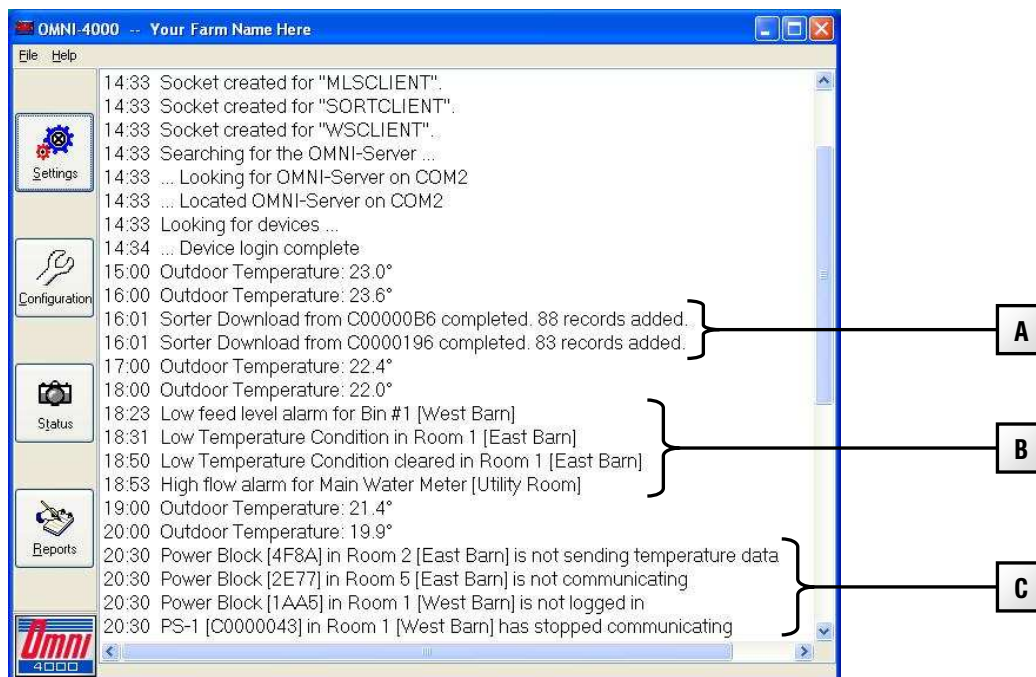 OMNI-4000 -- Your Farm Name Here
File Help
Settings
Configuration
Status
Reports
Omni
4000
14:33 Socket created for "MLSCLIENT".
14:33 Socket created for "SORTCLIENT".
14:33 Socket created for "WSCLIENT".
14:33 Searching for the OMNI-Server ...
14:33 ... Looking for OMNI-Server on COM2
14:33 ... Located OMNI-Server on COM2
14:33 Looking for devices ...
14:34 ... Device login complete
15:00 Outdoor Temperature: 23.0°
16:00 Outdoor Temperature: 23.6°
16:01 Sorter Download from C00000B6 completed. 88 records added.
16:01 Sorter Download from C0000196 completed. 83 records added.
17:00 Outdoor Temperature: 22.4°
18:00 Outdoor Temperature: 22.0°
18:23 Low feed level alarm for Bin #1 [West Barn]
18:31 Low Temperature Condition in Room 1 [East Barn]
18:50 Low Temperature Condition cleared in Room 1 [East Barn]
18:53 High flow alarm for Main Water Meter [Utility Room]
19:00 Outdoor Temperature: 21.4°
20:00 Outdoor Temperature: 19.9°
20:30 Power Block [4F8A] in Room 2 [East Barn] is not sending temperature data
20:30 Power Block [2E77] in Room 5 [East Barn] is not communicating
20:30 Power Block [1AA5] in Room 1 [West Barn] is not logged in
20:30 PS-1 [C0000043] in Room 1 [West Barn] has stopped communicating
A
B
C